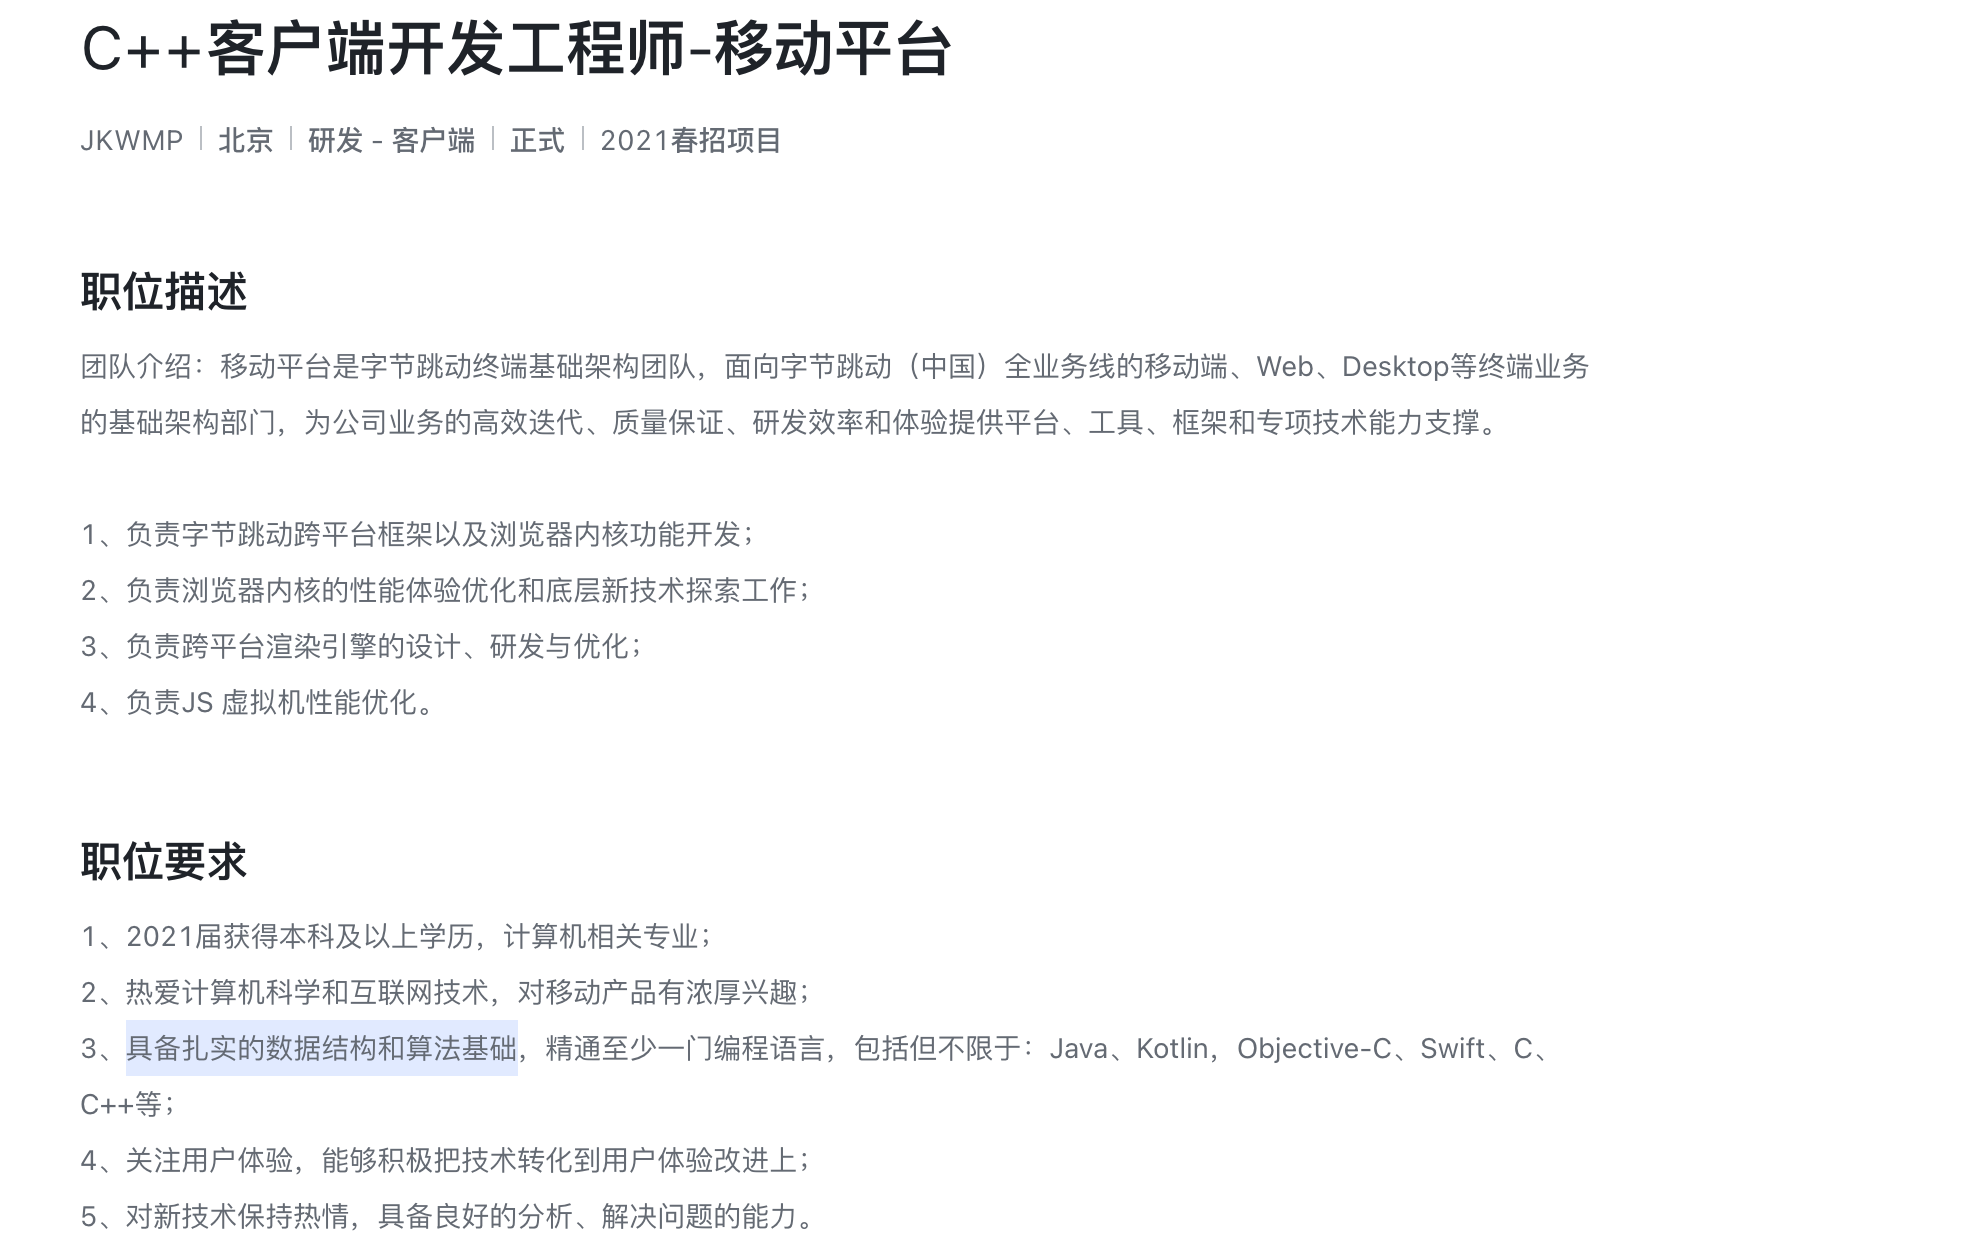 C++客户端开发工程师-移动平台
JKWMP | 北京 | 研发 - 客户端 | 正式 | 2021春招项目
职位描述
团队介绍：移动平台是字节跳动终端基础架构团队，面向字节跳动（中国）全业务线的移动端、Web、Desktop等终端业务
的基础架构部门，为公司业务的高效迭代、质量保证、研发效率和体验提供平台、工具、框架和专项技术能力支撑。
1、负责字节跳动跨平台框架以及浏览器内核功能开发；
2、负责浏览器内核的性能体验优化和底层新技术探索工作；
3、负责跨平台渲染引擎的设计、研发与优化；
4、负责JS 虚拟机性能优化。
职位要求
1、2021届获得本科及以上学历，计算机相关专业；
2、热爱计算机科学和互联网技术，对移动产品有浓厚兴趣；
3、具备扎实的数据结构和算法基础，精通至少一门编程语言，包括但不限于：Java、Kotlin，Objective-C、Swift、C、
C++等；
4、关注用户体验，能够积极把技术转化到用户体验改进上；
5、对新技术保持热情，具备良好的分析、解决问题的能力。